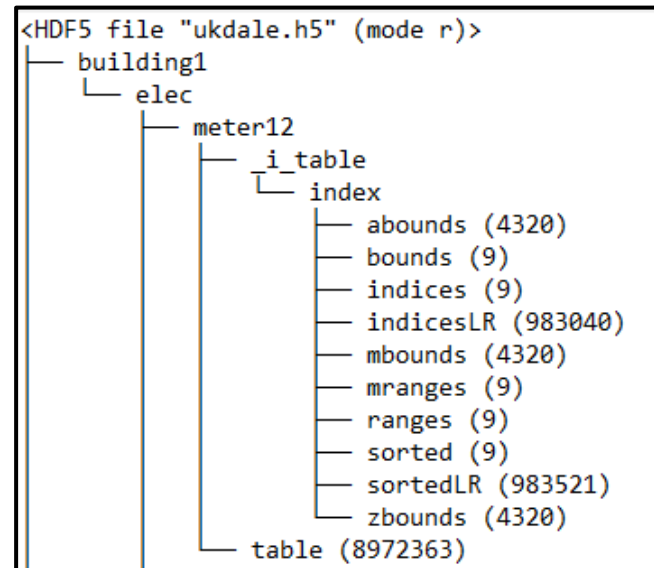 <HDF5 file "ukdale.h5" (mode r)>
├── building1
│   └── elec
│       ├── meter12
│       │   ├── _i_table
│       │   │   └── index
│       │   │       ├── abounds (4320)
│       │   │       ├── bounds (9)
│       │   │       ├── indices (9)
│       │   │       ├── indicesLR (983040)
│       │   │       ├── mbounds (4320)
│       │   │       ├── mranges (9)
│       │   │       ├── ranges (9)
│       │   │       ├── sorted (9)
│       │   │       ├── sortedLR (983521)
│       │   │       └── zbounds (4320)
│       │   └── table (8972363)